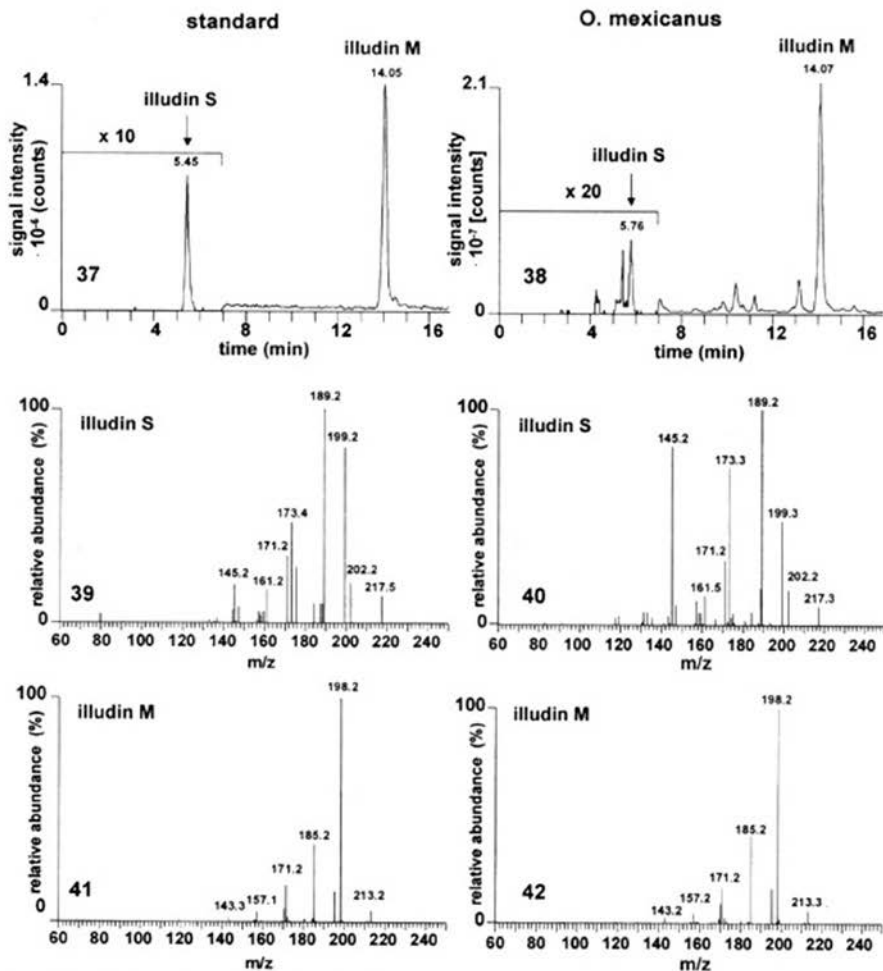 standard
illudin M
14.05
1.4
illudin S
x 10
5.45
signal intensity
· 10⁻⁴ (counts)
37
0
0 4 8 12 16
time (min)
O. mexicanus
illudin M
14.07
2.1
illudin S
x 20
5.76
signal intensity
· 10⁻⁷ [counts]
38
0
0 4 8 12 16
time (min)
100
illudin S
189.2
199.2
173.4
171.2
145.2
161.2
202.2
217.5
relative abundance (%)
39
0
60 80 100 120 140 160 180 200 220
m/z
100
illudin S
189.2
145.2
173.3
199.3
171.2
161.5
202.2
217.3
relative abundance (%)
40
0
60 80 100 120 140 160 180 200 220
m/z
100
illudin M
198.2
185.2
171.2
143.3
157.1
213.2
relative abundance (%)
41
0
60 80 100 120 140 160 180 200 220 240
m/z
100
illudin M
198.2
185.2
171.2
157.2
143.2
213.3
relative abundance (%)
42
0
60 80 100 120 140 160 180 200 220 240
m/z